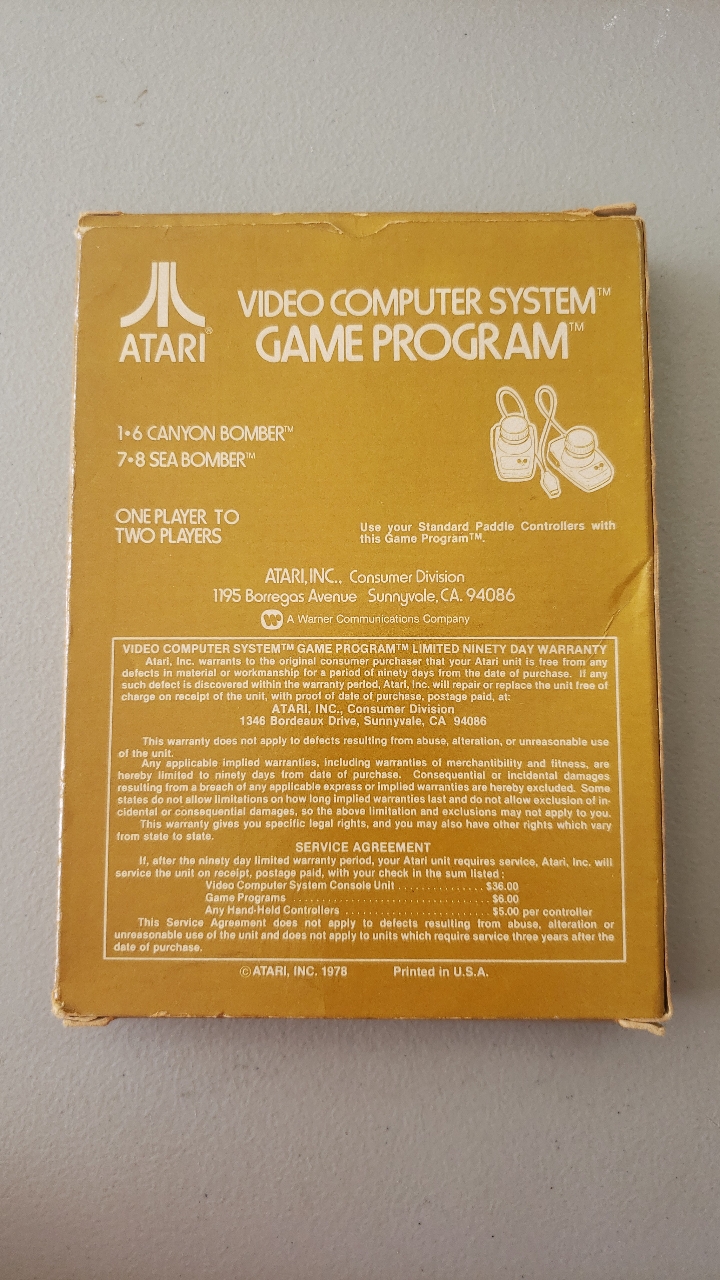 ATARI®
VIDEO COMPUTER SYSTEM™
GAME PROGRAM™
1•6 CANYON BOMBER™
7•8 SEA BOMBER™
ONE PLAYER TO
TWO PLAYERS
Use your Standard Paddle Controllers with
this Game Program™.
ATARI, INC., Consumer Division
1195 Borregas Avenue Sunnyvale, CA. 94086
A Warner Communications Company
VIDEO COMPUTER SYSTEM™ GAME PROGRAM™ LIMITED NINETY DAY WARRANTY
Atari, Inc. warrants to the original consumer purchaser that your Atari unit is free from any
defects in material or workmanship for a period of ninety days from the date of purchase. If any
such defect is discovered within the warranty period, Atari, Inc. will repair or replace the unit free of
charge on receipt of the unit, with proof of date of purchase, postage paid, at:
ATARI, INC., Consumer Division
1346 Bordeaux Drive, Sunnyvale, CA 94086
This warranty does not apply to defects resulting from abuse, alteration, or unreasonable use
of the unit.
Any applicable implied warranties, including warranties of merchantibility and fitness, are
hereby limited to ninety days from date of purchase. Consequential or incidental damages
resulting from a breach of any applicable express or implied warranties are hereby excluded. Some
states do not allow limitations on how long implied warranties last and do not allow exclusion of in-
cidental or consequential damages, so the above limitation and exclusions may not apply to you.
This warranty gives you specific legal rights, and you may also have other rights which vary
from state to state.
SERVICE AGREEMENT
If, after the ninety day limited warranty period, your Atari unit requires service, Atari, Inc. will
service the unit on receipt, postage paid, with your check in the sum listed:
Video Computer System Console Unit . . . . . . . . . . . . . . $36.00
Game Programs . . . . . . . . . . . . . . . . . . . . . . . . . . . . . . . . $6.00
Any Hand-Held Controllers . . . . . . . . . . . . . . . . . . . . . . . $5.00 per controller
This Service Agreement does not apply to defects resulting from abuse, alteration or
unreasonable use of the unit and does not apply to units which require service three years after the
date of purchase.
© ATARI, INC. 1978 Printed in U.S.A.